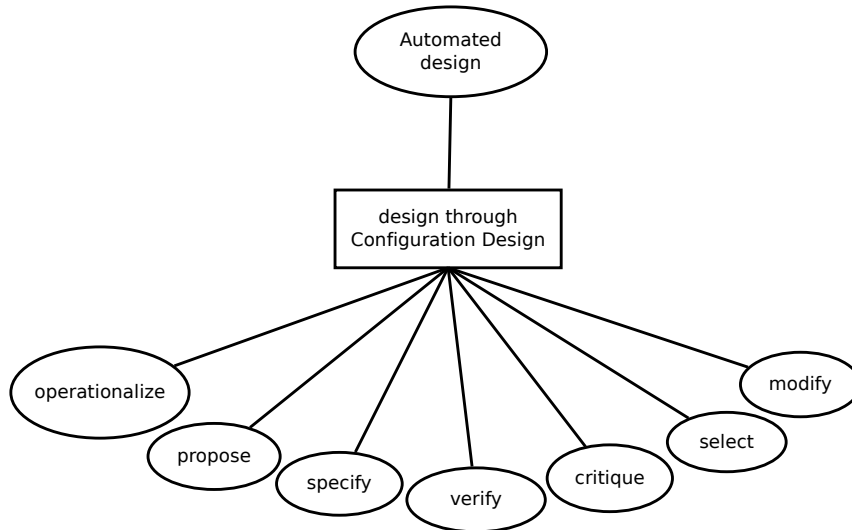 Automated
design
design through
Configuration Design
operationalize
propose
specify
verify
critique
select
modify